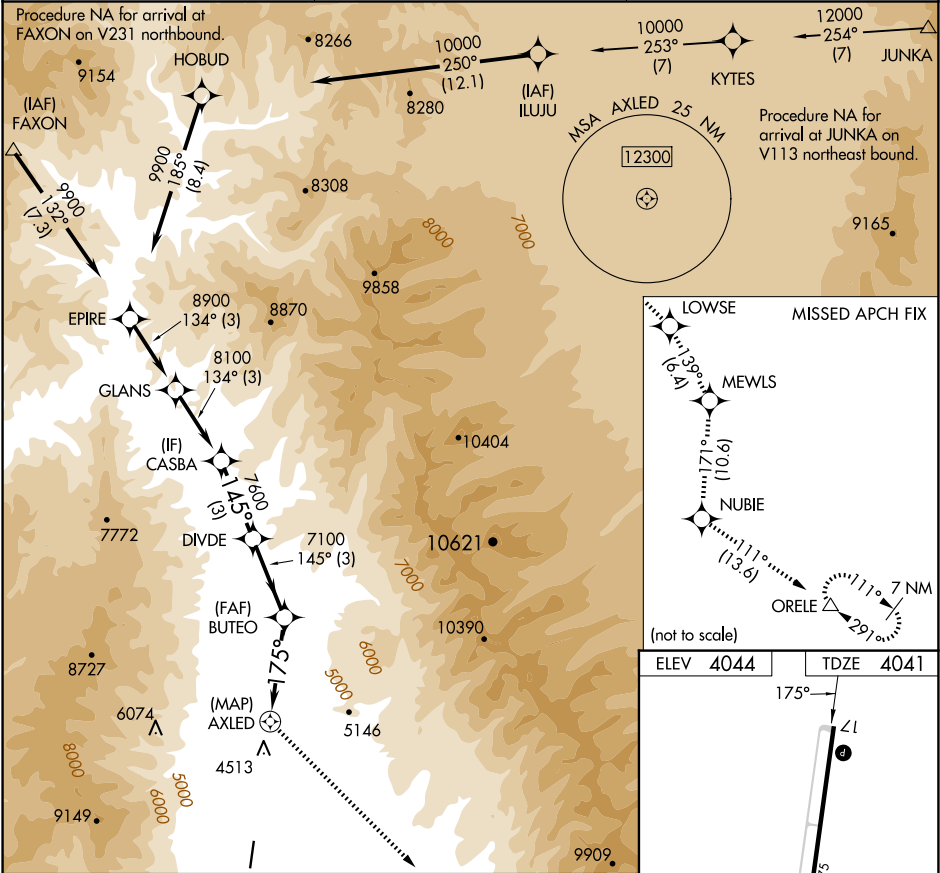 Procedure NA for arrival at
FAXON on V231 northbound.
9154
HOBUD
8266
10000
250°
(12.1)
8280
(IAF)
ILUJU
10000
253°
(7)
KYTES
12000
254°
(7)
JUNKA
(IAF)
FAXON
9900
132°
(7.3)
9900
185°
(8.4)
8308
MSA AXLED 25 NM
12300
Procedure NA for
arrival at JUNKA on
V113 northeast bound.
9165
8000
7000
9858
EPIRE
8900
134° (3)
8870
GLANS
8100
134° (3)
(IF)
CASBA
7600
145°
(3)
10404
7772
DIVDE
7100
145° (3)
10621
7000
(FAF)
BUTEO
10390
175°
8727
6000
5000
(MAP)
AXLED
6074
5146
4513
8000
5000
6000
9149
9909
LOWSE
MISSED APCH FIX
139°
(6.4)
MEWLS
171°
(10.6)
NUBIE
111°
(13.6)
ORELE
111°
7 NM
291°
(not to scale)
ELEV 4044
TDZE 4041
175°
17
P